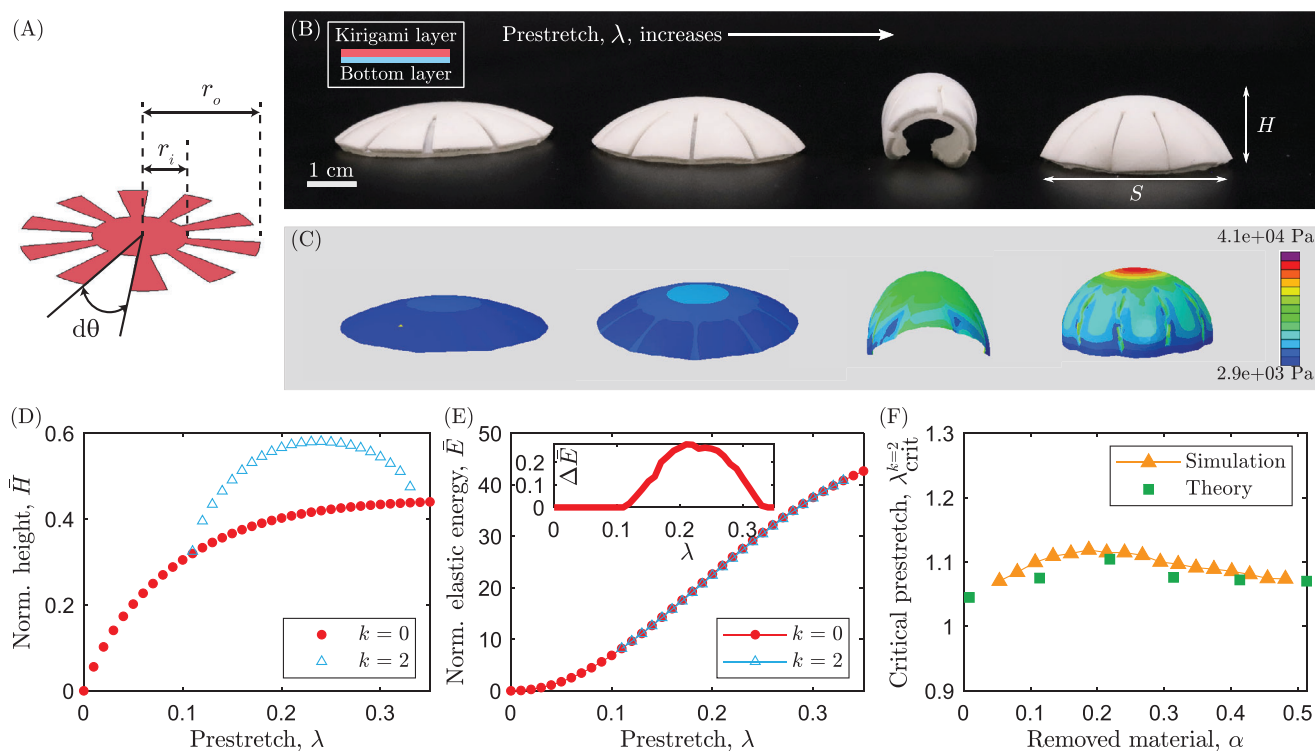 (A)
r_o
r_i
dθ
(B)
Kirigami layer
Bottom layer
Prestretch, λ, increases
1 cm
H
S
(C)
4.1e+04 Pa
2.9e+03 Pa
(D)
Norm. height, H̄
0.6
0.4
0.2
0
0
0.1
0.2
0.3
Prestretch, λ
k = 0
k = 2
(E)
Norm. elastic energy, Ē
50
40
30
20
10
0
0
0.1
0.2
0.3
Prestretch, λ
ΔĒ
0.2
0.1
0
0
0.1
0.2
0.3
λ
k = 0
k = 2
(F)
Critical prestretch, λ_crit^{k=2}
1.3
1.2
1.1
1
0.9
0
0.1
0.2
0.3
0.4
0.5
Removed material, α
Simulation
Theory